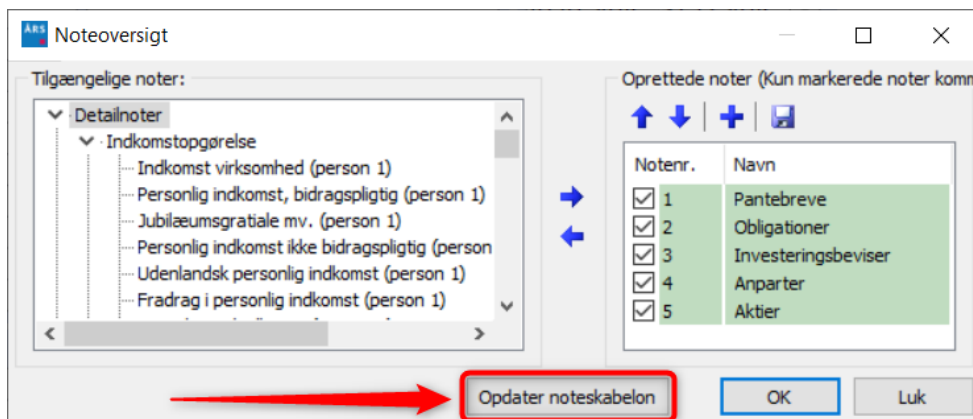 ÅRS Noteoversigt
Tilgængelige noter:
Detailnoter
Indkomstopgørelse
Indkomst virksomhed (person 1)
Personlig indkomst, bidragspligtig (person 1)
Jubilæumsgratiale mv. (person 1)
Personlig indkomst ikke bidragspligtig (person
Udenlandsk personlig indkomst (person 1)
Fradrag i personlig indkomst (person 1)
Oprettede noter (Kun markerede noter komm
Notenr. Navn
1 Pantebreve
2 Obligationer
3 Investeringsbeviser
4 Anparter
5 Aktier
Opdater noteskabelon OK Luk